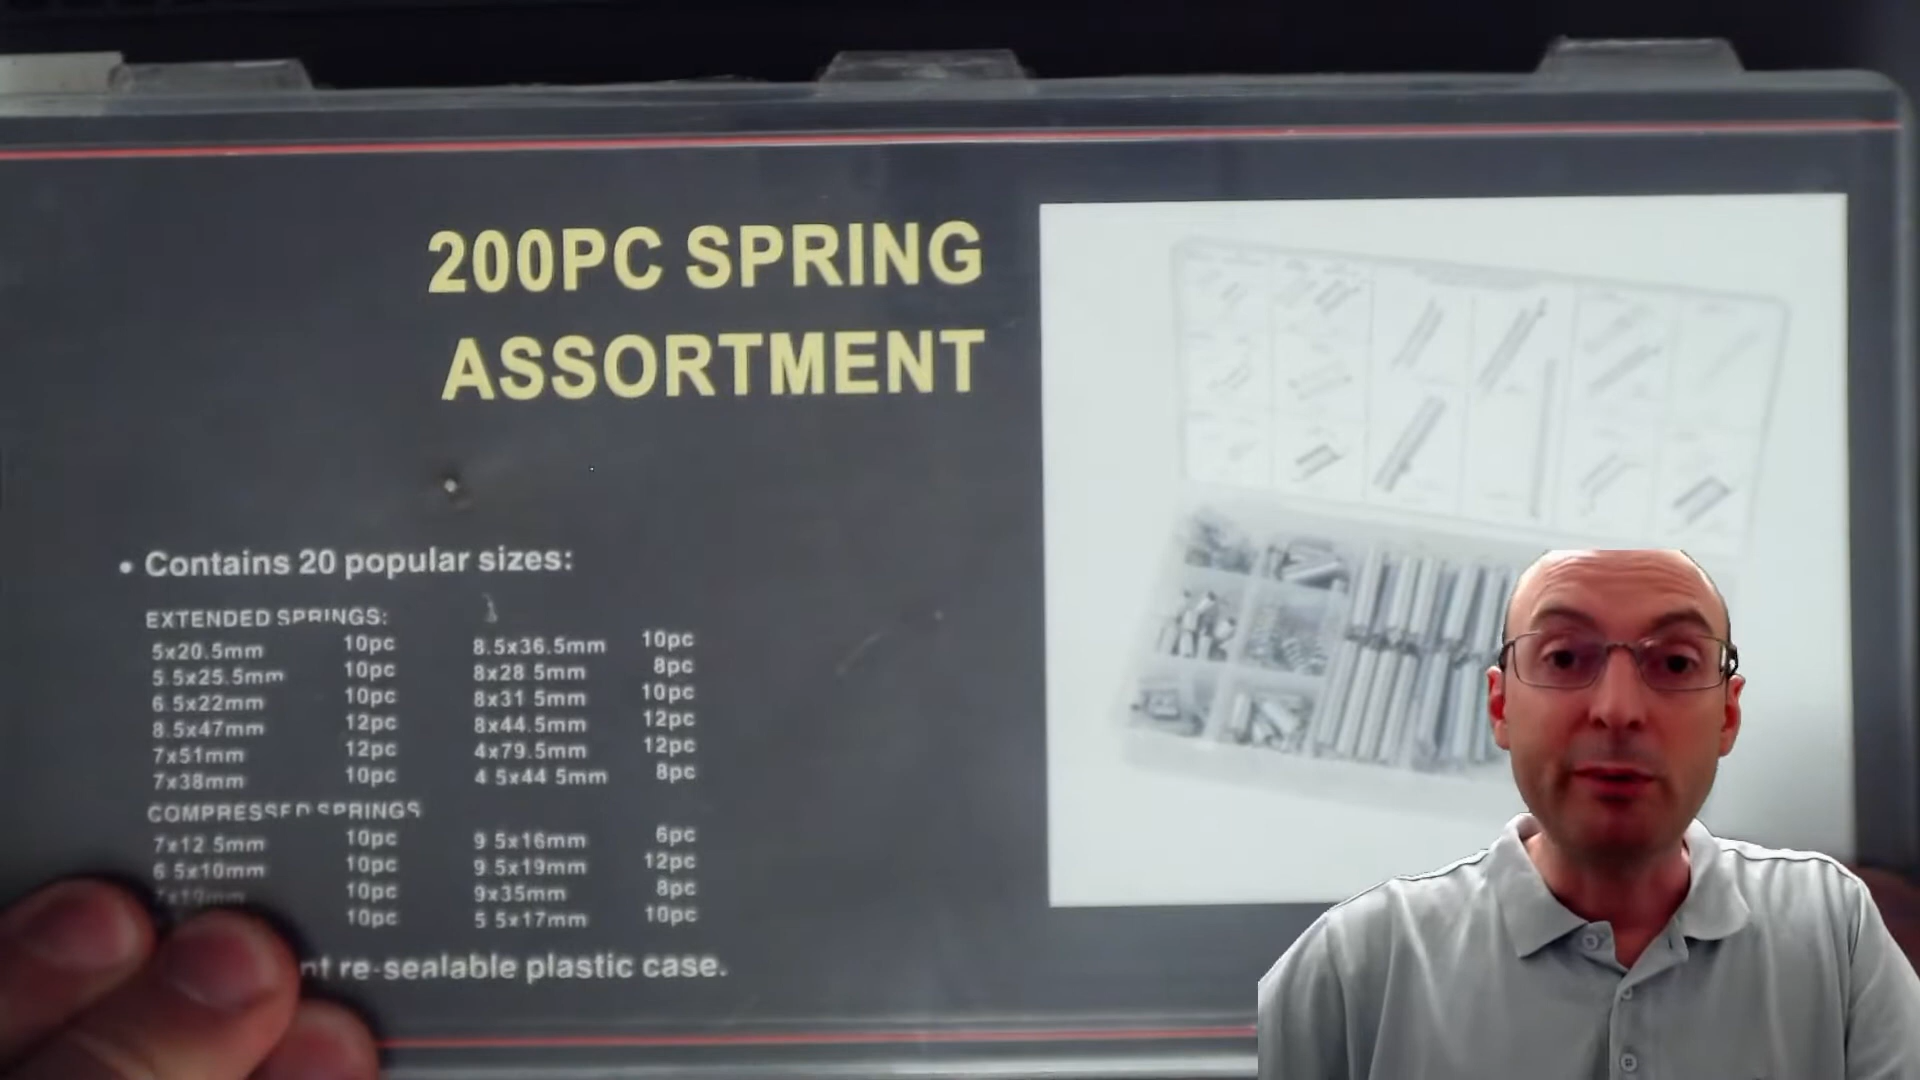 200PC SPRING
ASSORTMENT
• Contains 20 popular sizes:
EXTENDED SPRINGS:
5x20.5mm 10pc 8.5x36.5mm 10pc
5.5x25.5mm 10pc 8x28 5mm 8pc
6.5x22mm 10pc 8x31 5mm 10pc
8.5x47mm 12pc 8x44.5mm 12pc
7x51mm 12pc 4x79.5mm 12pc
7x38mm 10pc 4 5x44 5mm 8pc
COMPRESSED SPRINGS
7x12 5mm 10pc 9 5x16mm 6pc
6 5x10mm 10pc 9.5x19mm 12pc
10pc 9x35mm 8pc
10pc 5 5x17mm 10pc
re-sealable plastic case.